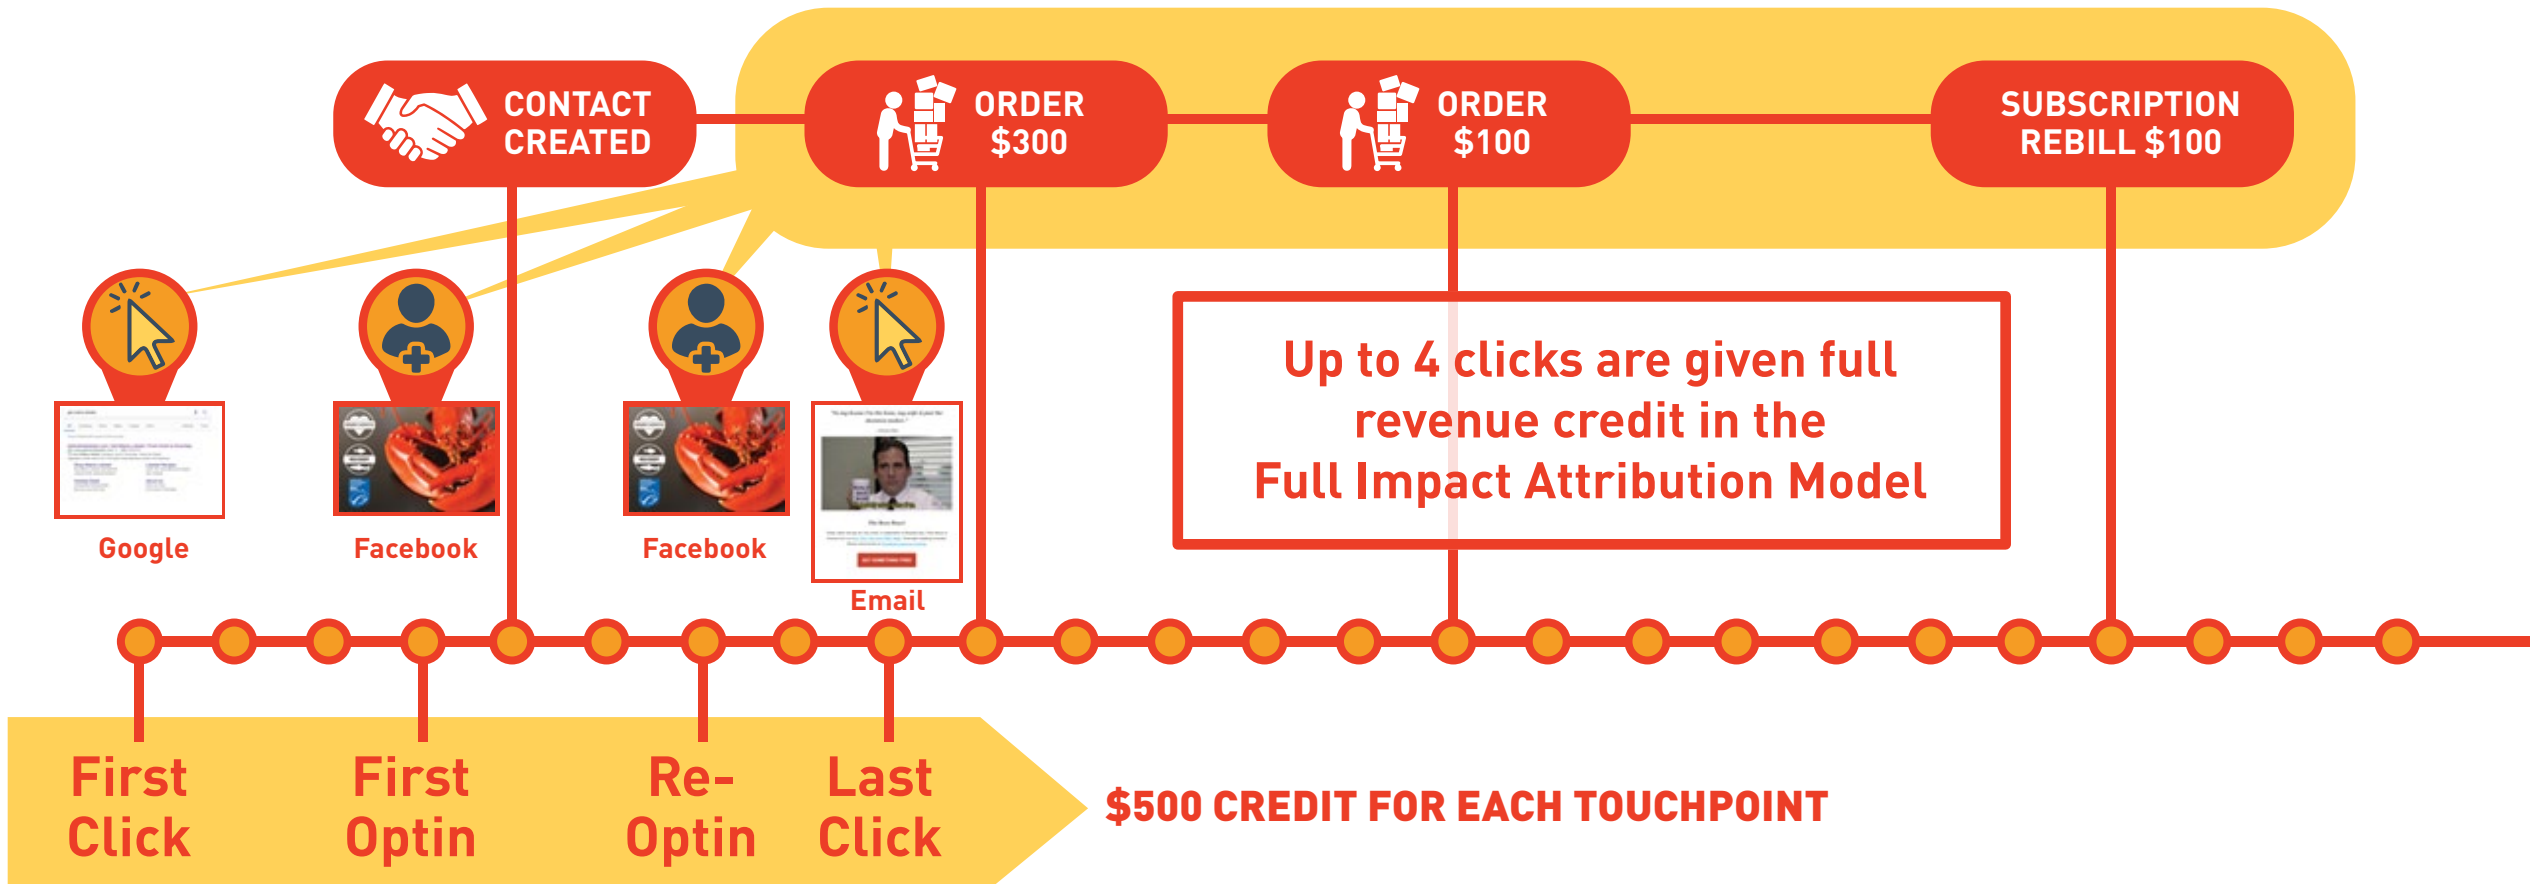 CONTACT
CREATED
ORDER
$300
ORDER
$100
SUBSCRIPTION
REBILL $100
Up to 4 clicks are given full
revenue credit in the
Full Impact Attribution Model
Google
Facebook
Facebook
Email
First
Click
First
Optin
Re-
Optin
Last
Click
$500 CREDIT FOR EACH TOUCHPOINT